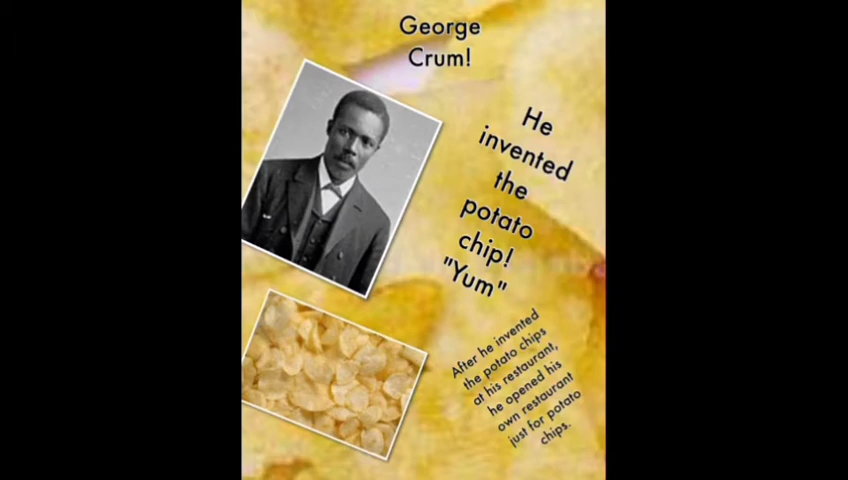 George
Crum!
He
invented
the
potato
chip!
"Yum"
After he invented
the potato chips
at his restaurant,
he opened his
own restaurant
just for potato
chips.